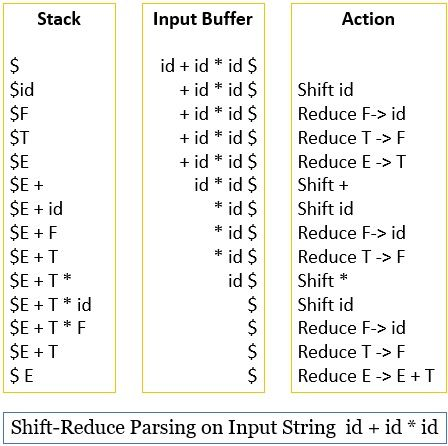 Stack Input Buffer Action
$ id + id * id $
$id + id * id $ Shift id
$F + id * id $ Reduce F-> id
$T + id * id $ Reduce T -> F
$E + id * id $ Reduce E -> T
$E + id * id $ Shift +
$E + id * id $ Shift id
$E + F * id $ Reduce F-> id
$E + T * id $ Reduce T -> F
$E + T * id $ Shift *
$E + T * id $ Shift id
$E + T * F $ Reduce F-> id
$E + T $ Reduce T -> F
$ E $ Reduce E -> E + T
Shift-Reduce Parsing on Input String id + id * id